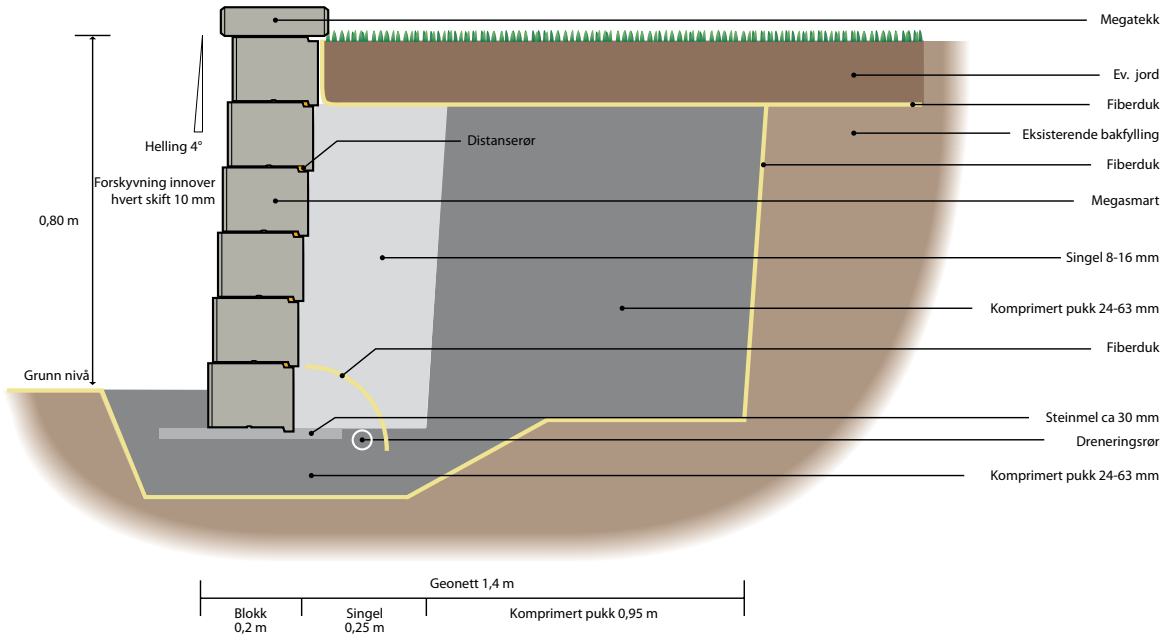 Megatekk
Ev. jord
Fiberduk
Helling 4°
Distanserør
Eksisterende bakfylling
Fiberduk
Forskyvning innover
hvert skift 10 mm
Megasmart
0,80 m
Singel 8-16 mm
Komprimert pukk 24-63 mm
Fiberduk
Grunn nivå
Steinmel ca 30 mm
Dreneringsrør
Komprimert pukk 24-63 mm
Geonett 1,4 m
Blokk
0,2 m
Singel
0,25 m
Komprimert pukk 0,95 m